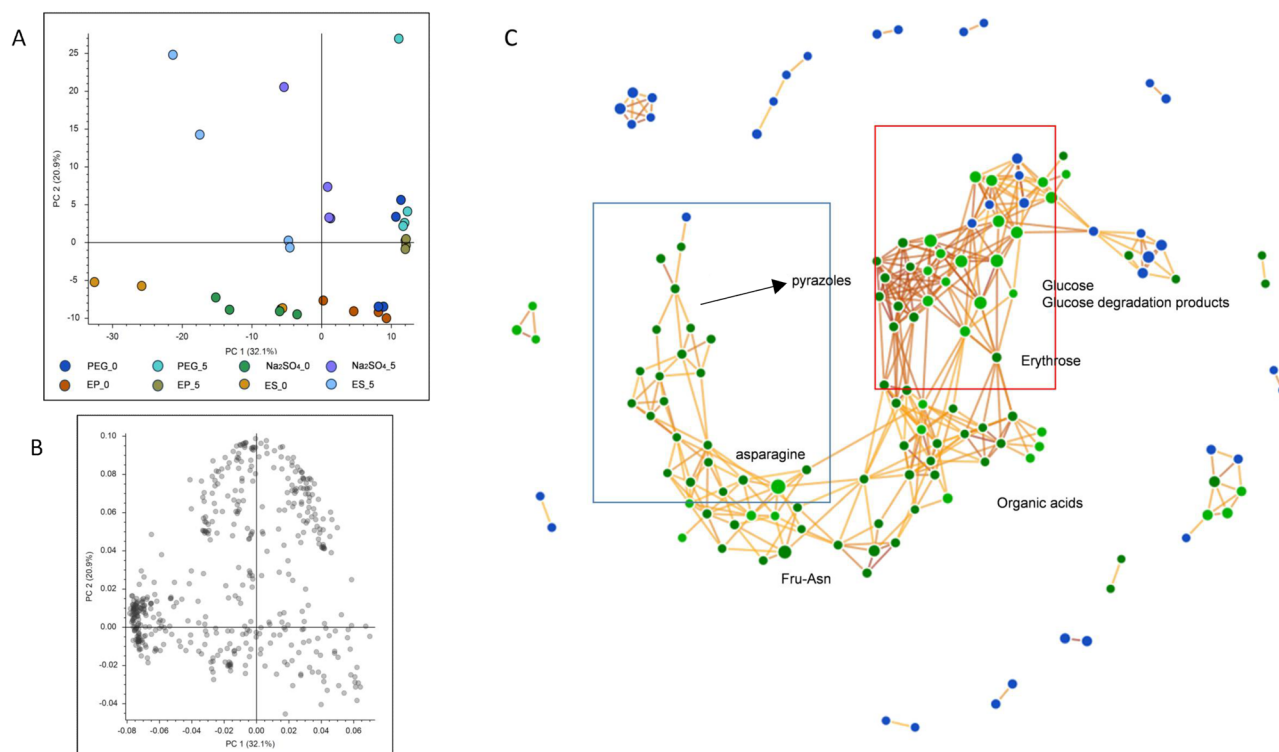 A
25
20
15
10
5
0
-5
-10
PC 2 (20.9%)
-30
-20
-10
0
10
PC 1 (32.1%)
PEG_0
PEG_5
Na₂SO₄_0
Na₂SO₄_5
EP_0
EP_5
ES_0
ES_5
B
0.10
0.08
0.06
0.04
0.02
0.00
-0.02
-0.04
PC 2 (20.9%)
-0.08
-0.06
-0.04
-0.02
0.00
0.02
0.04
0.06
PC 1 (32.1%)
C
pyrazoles
Glucose
Glucose degradation products
Erythrose
asparagine
Organic acids
Fru-Asn